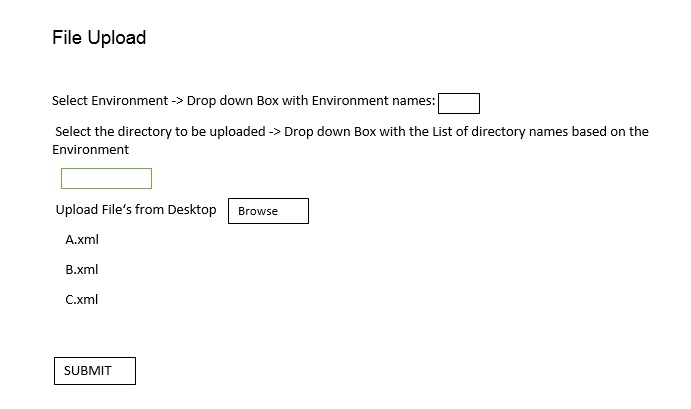 File Upload
Select Environment -> Drop down Box with Environment names:
Select the directory to be uploaded -> Drop down Box with the List of directory names based on the
Environment
Upload File’s from Desktop Browse
A.xml
B.xml
C.xml
SUBMIT